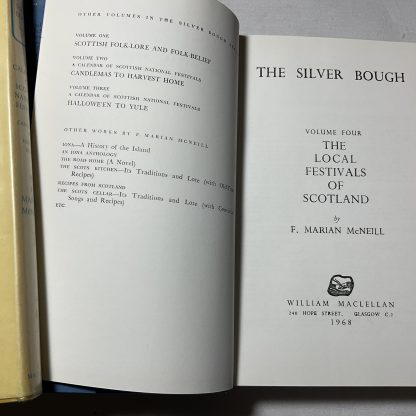 OTHER VOLUMES IN THE SILVER BOUGH
VOLUME ONE
SCOTTISH FOLK-LORE AND FOLK-BELIEF
VOLUME TWO
A CALENDAR OF SCOTTISH NATIONAL FESTIVALS
CANDLEMAS TO HARVEST HOME
VOLUME THREE
A CALENDAR OF SCOTTISH NATIONAL FESTIVALS
HALLOWE'EN TO YULE
OTHER WORKS BY F. MARIAN McNEILL
IONA—A History of the Island
AN IONA ANTHOLOGY
THE ROAD HOME (A Novel)
THE SCOTS KITCHEN—Its Traditions and Lore (with
Recipes)
RECIPES FROM SCOTLAND
THE SCOTS CELLAR—Its Traditions and Lore (with
Songs and Recipes)
etc
THE SILVER BOUGH
VOLUME FOUR
THE
LOCAL
FESTIVALS
OF
SCOTLAND
by
F. MARIAN McNEILL
WILLIAM MACLELLAN
240 HOPE STREET, GLASGOW C.2
1968